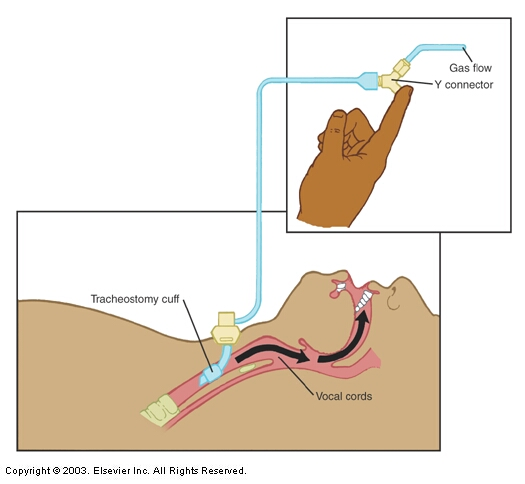 Gas flow
Y connector
Tracheostomy cuff
Vocal cords
Copyright © 2003. Elsevier Inc. All Rights Reserved.